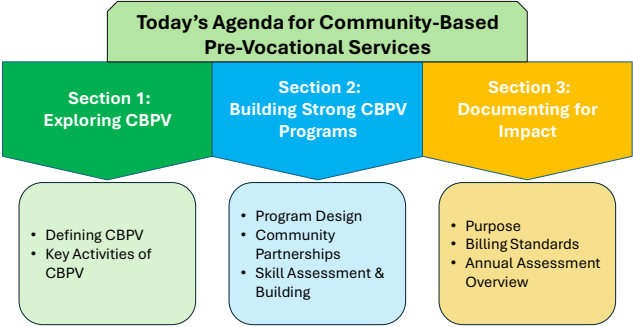 Today’s Agenda for Community-Based
Pre-Vocational Services
Section 1:
Exploring CBPV
Section 2:
Building Strong CBPV
Programs
Section 3:
Documenting for
Impact
• Defining CBPV
• Key Activities of
CBPV
• Program Design
• Community
Partnerships
• Skill Assessment &
Building
• Purpose
• Billing Standards
• Annual Assessment
Overview